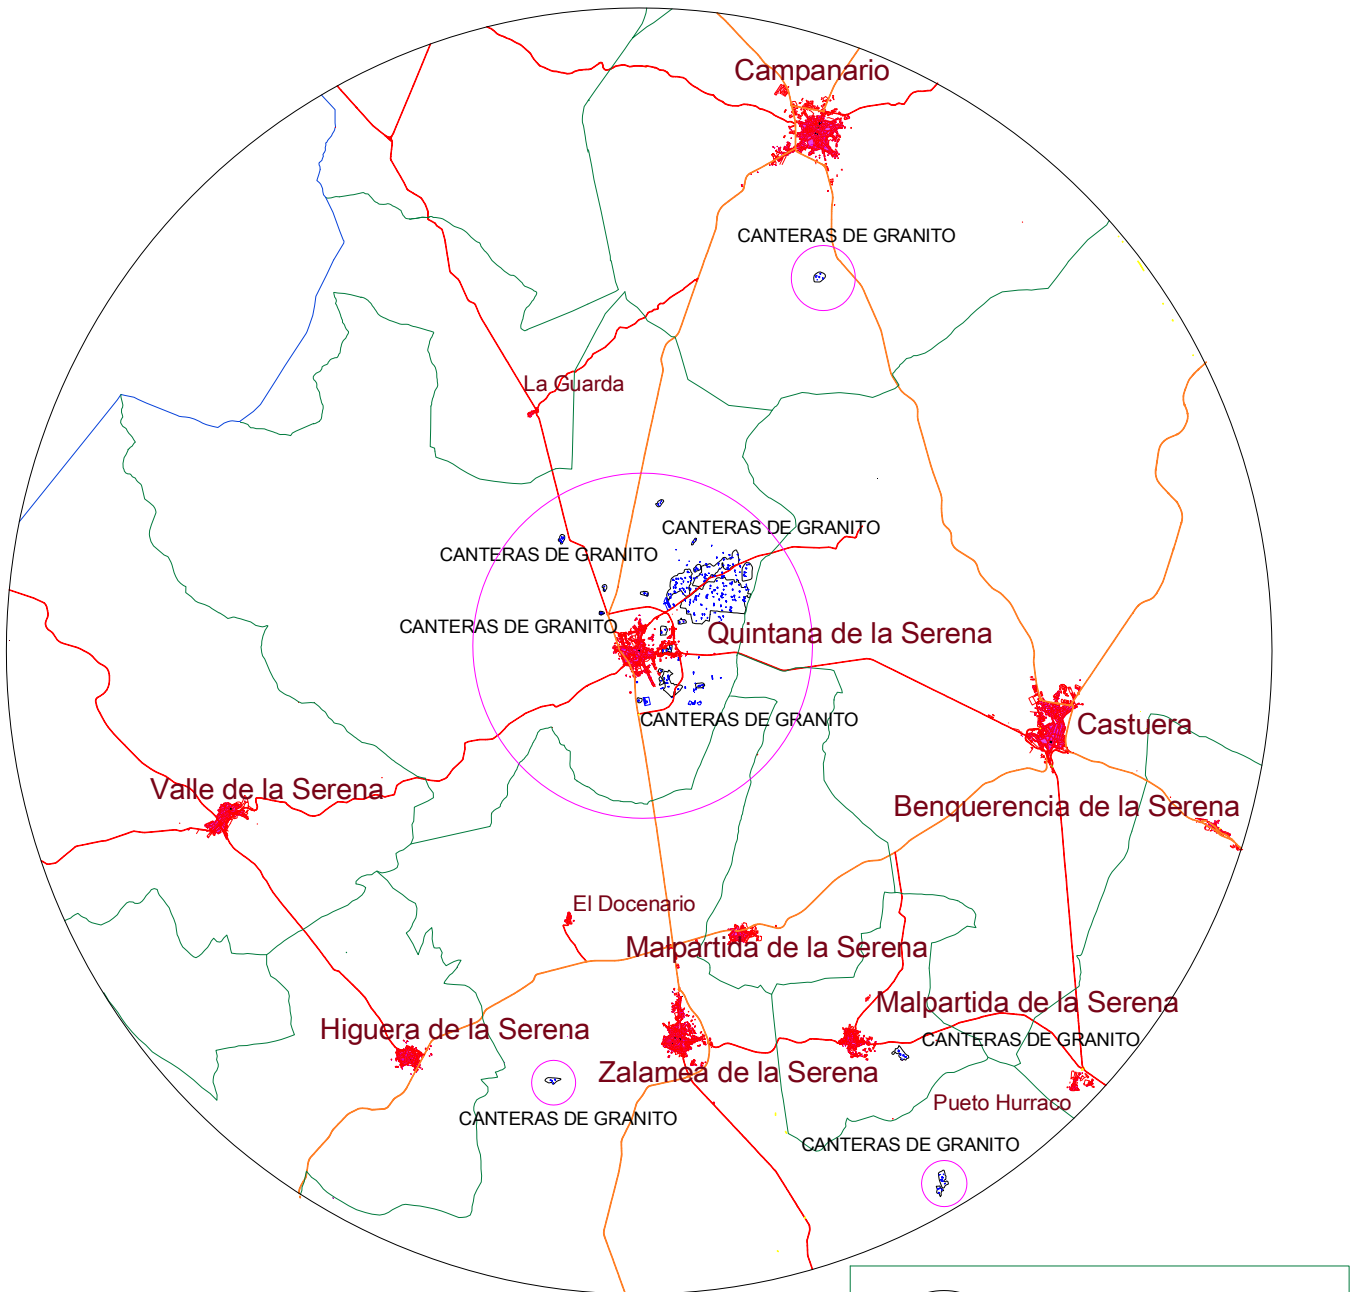 Campanario
CANTERAS DE GRANITO
La Guarda
CANTERAS DE GRANITO
CANTERAS DE GRANITO
CANTERAS DE GRANITO
Quintana de la Serena
CANTERAS DE GRANITO
Castuera
Valle de la Serena
Benquerencia de la Serena
El Docenario
Malpartida de la Serena
Malpartida de la Serena
Higuera de la Serena
CANTERAS DE GRANITO
Zalamea de la Serena
Pueto Hurraco
CANTERAS DE GRANITO
CANTERAS DE GRANITO